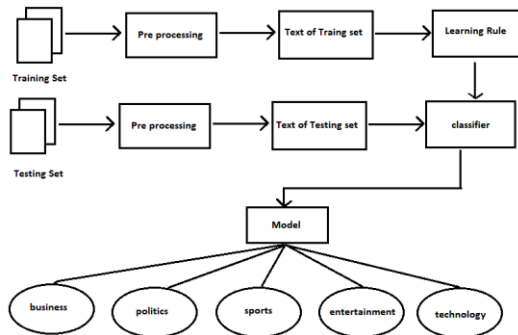 Pre processing
Text of Traing set
Learning Rule
Training Set
Pre processing
Text of Testing set
classifier
Testing Set
Model
business
politics
sports
entertainment
technology